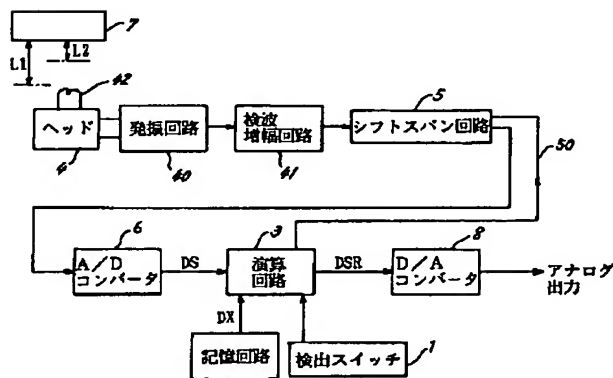 7
L1
L2
42
ヘッド
4
発振回路
40
検波
増幅回路
41
5
シフトスパン回路
50
6
A/D
コンバータ
DS
9
演算
回路
DSR
8
D/A
コンバータ
アナログ
出力
DX
記憶回路
検出スイッチ
1